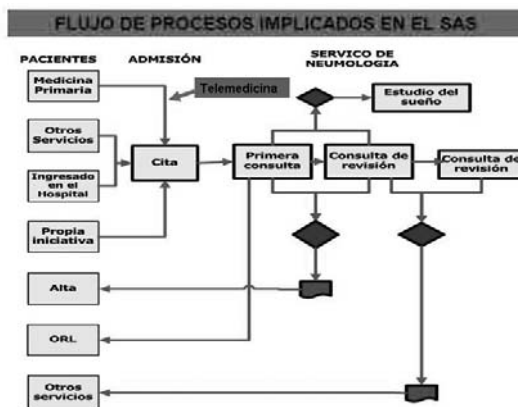 FLUJO DE PROCESOS IMPLICADOS EN EL SAS
PACIENTES
ADMISIÓN
SERVICO DE
NEUMOLOGIA
Medicina
Primaria
Telemedicina
Estudio del
sueño
Otros
Servicios
Cita
Primera
consulta
Consulta de
revisión
Consulta de
revisión
Ingresado en
el Hospital
Propia
iniciativa
Alta
ORL
Otros
servicios